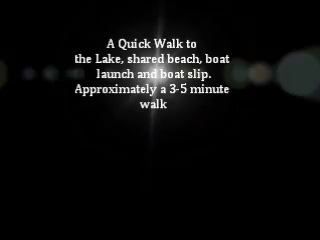 A Quick Walk to
the Lake, shared beach, boat
launch and boat slip.
Approximately a 3-5 minute
walk